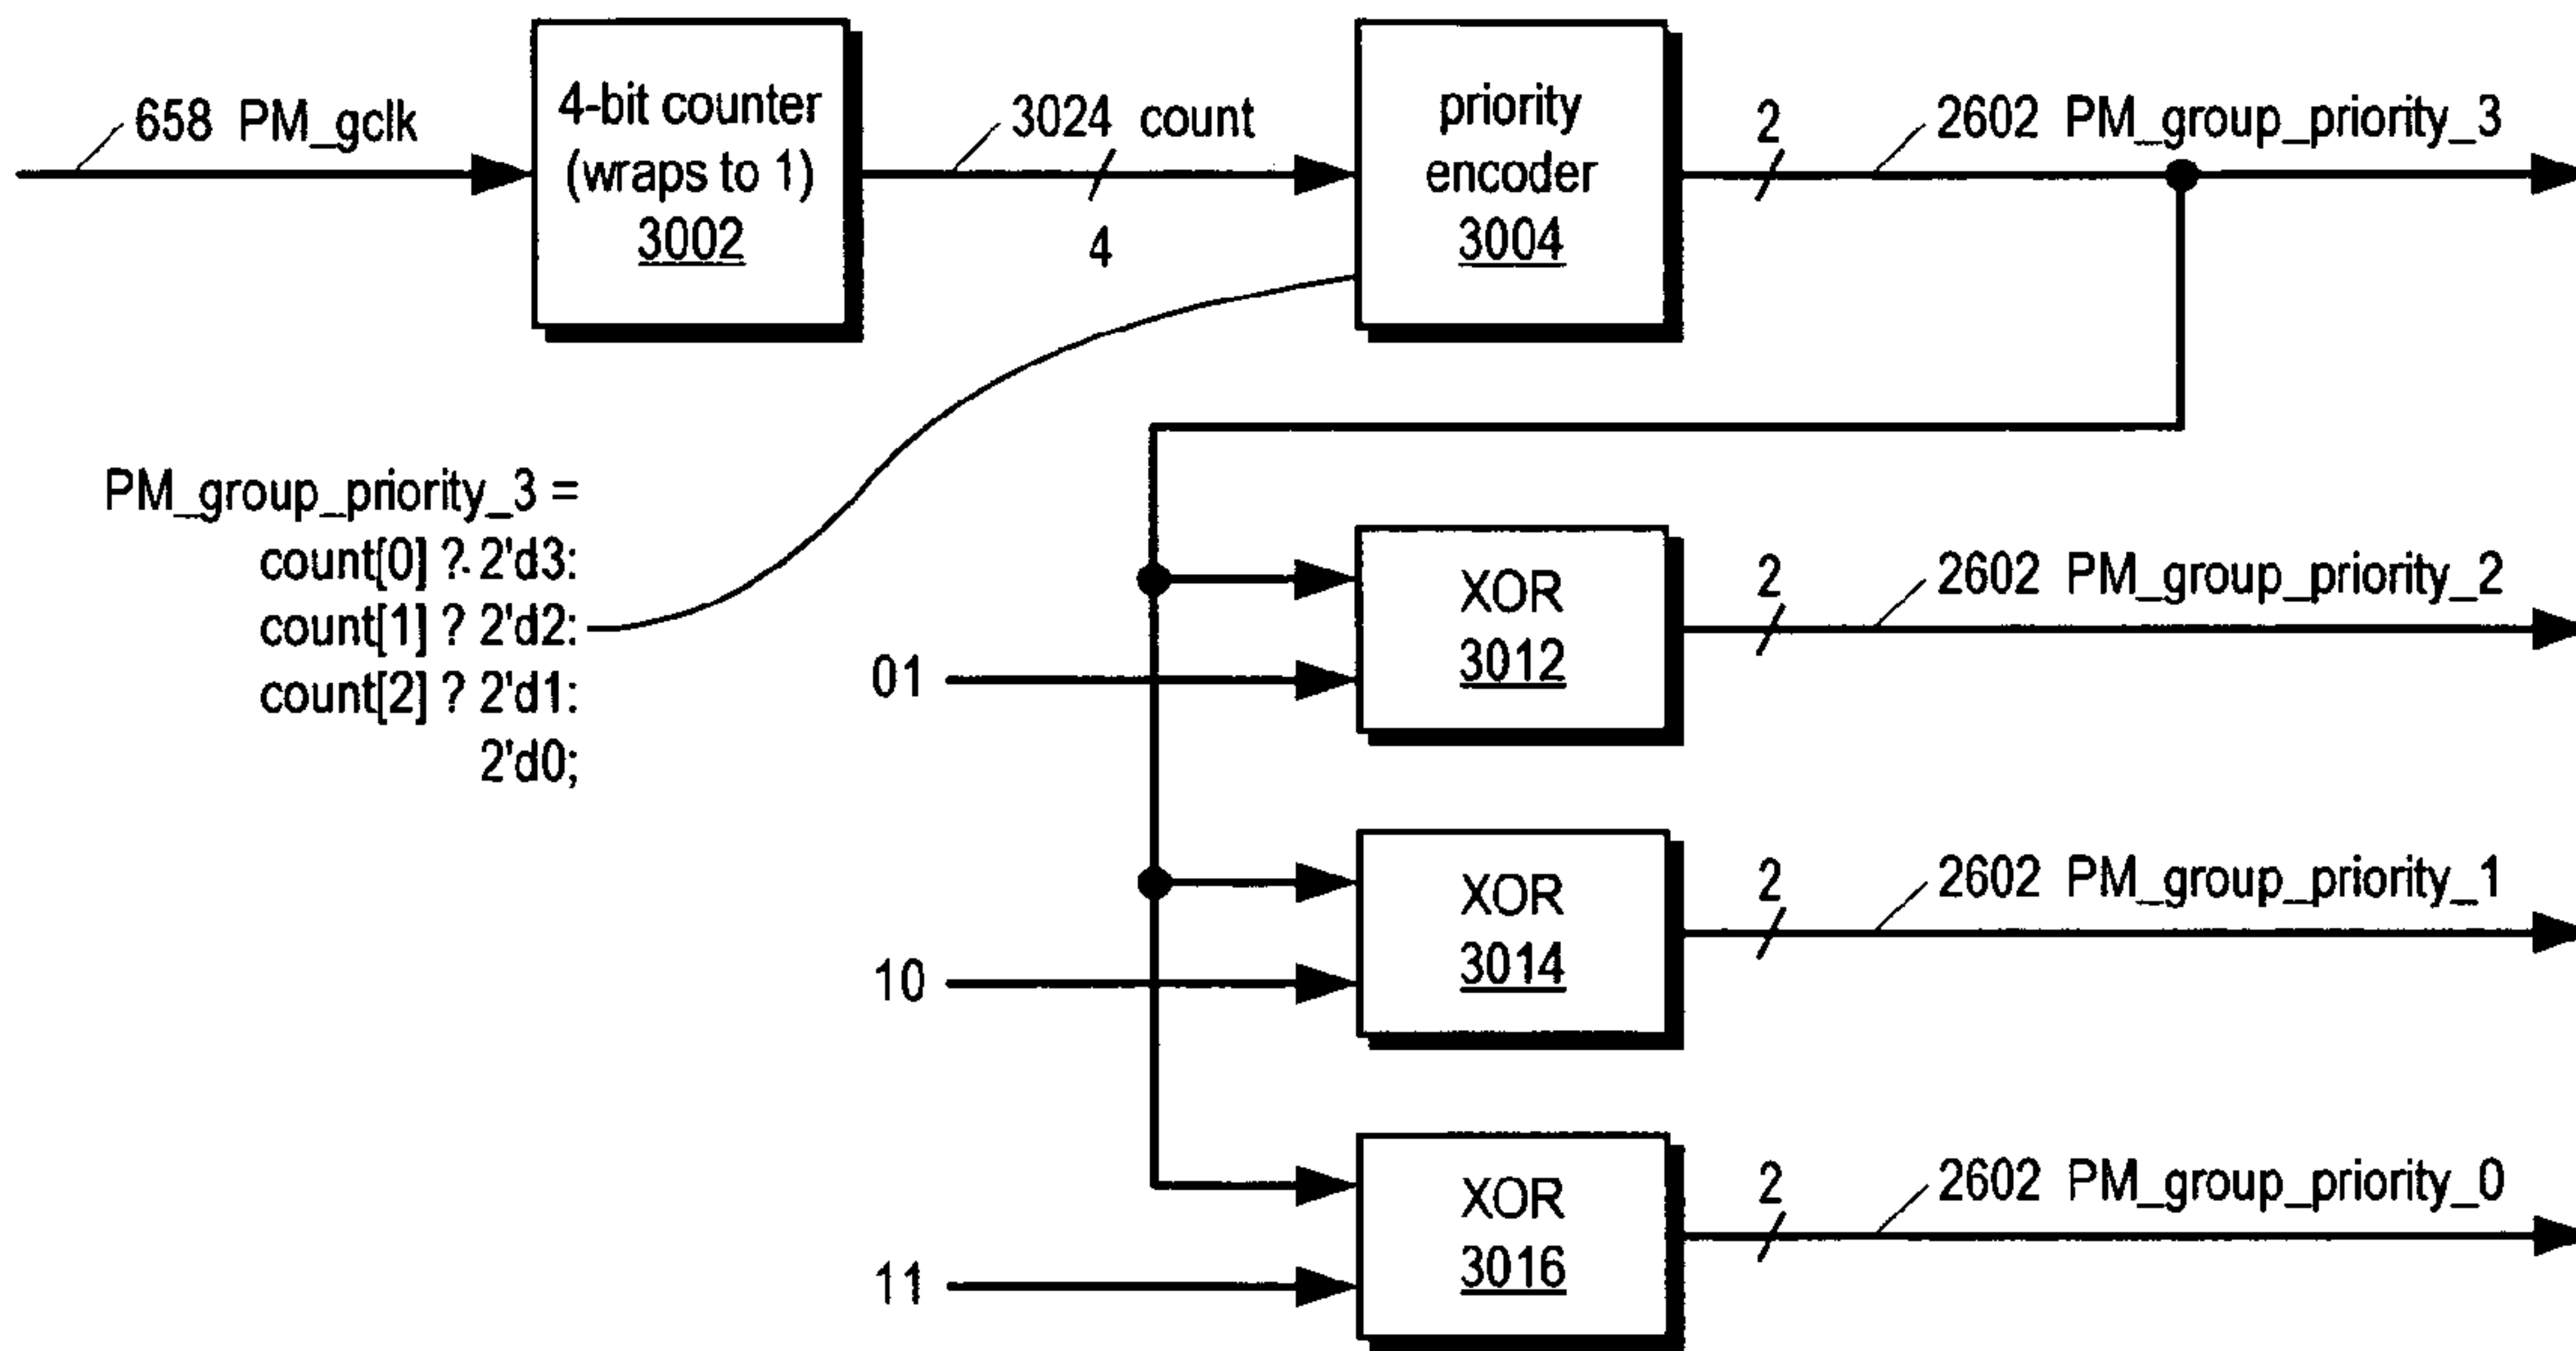 658 PM_gclk
4-bit counter
(wraps to 1)
3002
3024 count
4
priority
encoder
3004
2
2602 PM_group_priority_3
PM_group_priority_3 =
count[0] ? 2'd3:
count[1] ? 2'd2:
count[2] ? 2'd1:
2'd0;
XOR
3012
01
2
2602 PM_group_priority_2
XOR
3014
10
2
2602 PM_group_priority_1
XOR
3016
11
2
2602 PM_group_priority_0